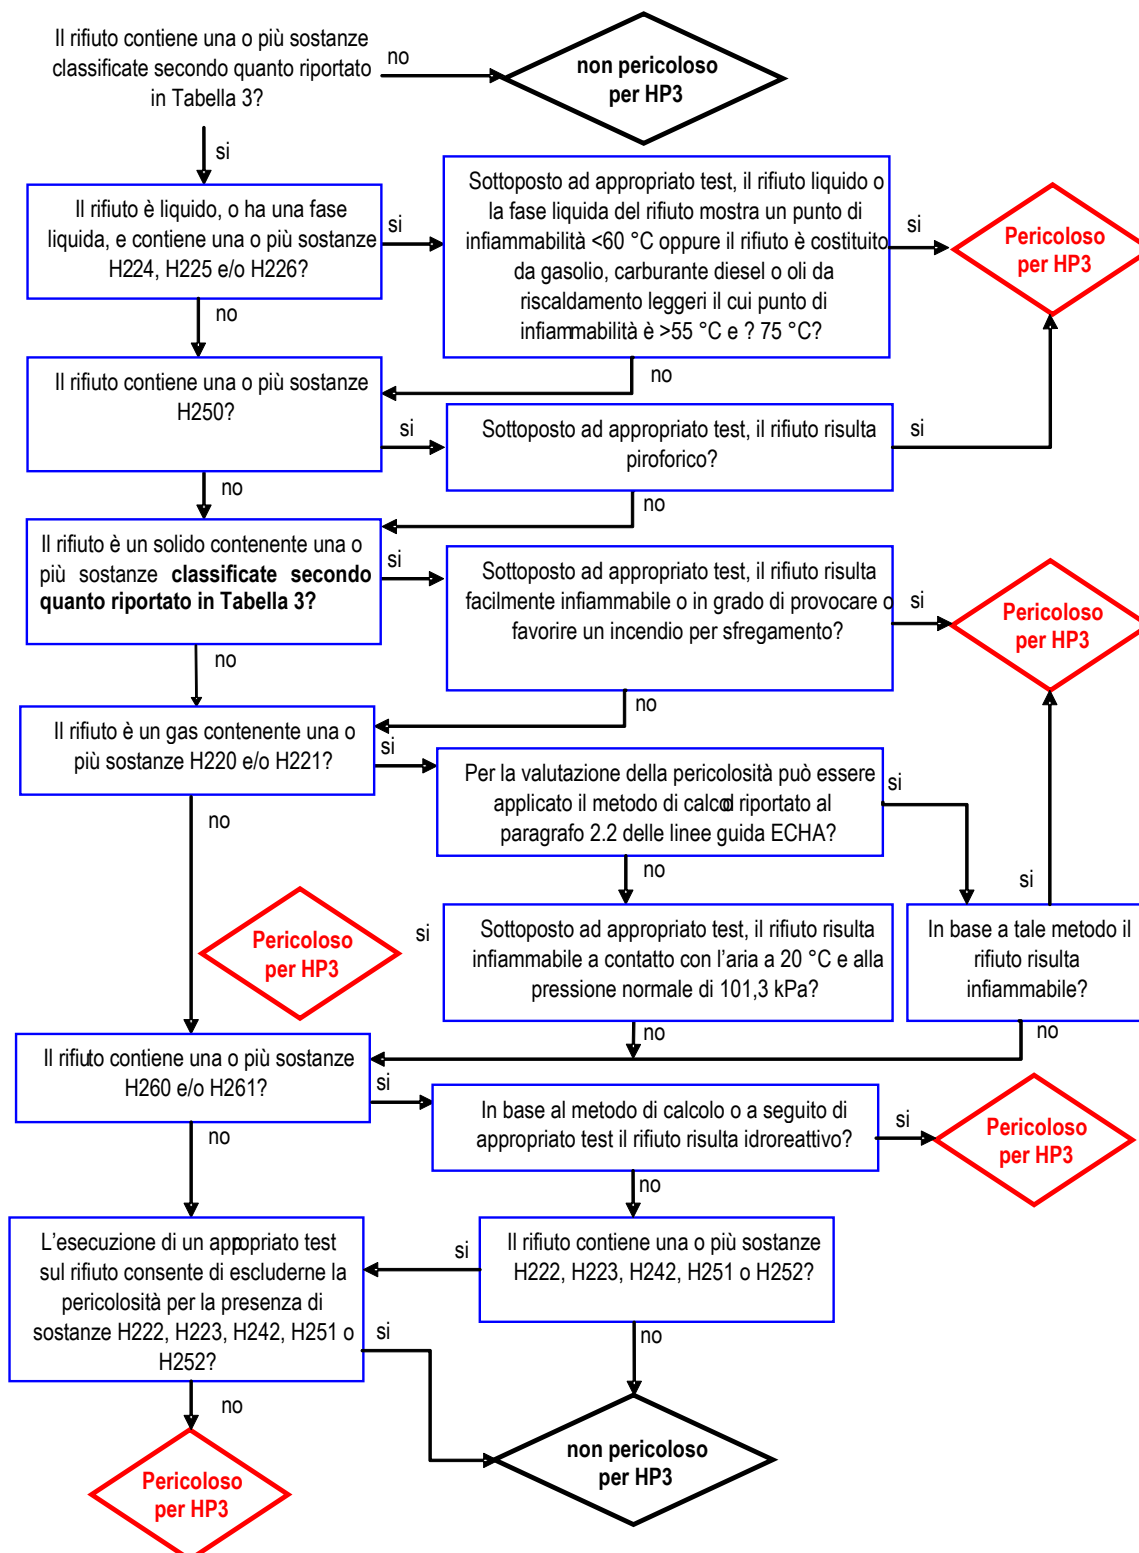 Il rifiuto contiene una o più sostanze
classificate secondo quanto riportato
in Tabella 3?
no
non pericoloso
per HP3
si
Il rifiuto è liquido, o ha una fase
liquida, e contiene una o più sostanze
H224, H225 e/o H226?
si
Sottoposto ad appropriato test, il rifiuto liquido o
la fase liquida del rifiuto mostra un punto di
infiammabilità <60 °C oppure il rifiuto è costituito
da gasolio, carburante diesel o oli da
riscaldamento leggeri il cui punto di
infiammabilità è >55 °C e ? 75 °C?
si
Pericoloso
per HP3
no
no
Il rifiuto contiene una o più sostanze
H250?
si
Sottoposto ad appropriato test, il rifiuto risulta
piroforico?
si
no
no
Il rifiuto è un solido contenente una o
più sostanze classificate secondo
quanto riportato in Tabella 3?
si
Sottoposto ad appropriato test, il rifiuto risulta
facilmente infiammabile o in grado di provocare o
favorire un incendio per sfregamento?
si
Pericoloso
per HP3
no
no
Il rifiuto è un gas contenente una o
più sostanze H220 e/o H221?
si
Per la valutazione della pericolosità può essere
applicato il metodo di calcol riportato al
paragrafo 2.2 delle linee guida ECHA?
si
no
no
si
Pericoloso
per HP3
si
Sottoposto ad appropriato test, il rifiuto risulta
infiammabile a contatto con l'aria a 20 °C e alla
pressione normale di 101,3 kPa?
In base a tale metodo il
rifiuto risulta
infiammabile?
no
no
Il rifiuto contiene una o più sostanze
H260 e/o H261?
si
In base al metodo di calcolo o a seguito di
appropriato test il rifiuto risulta idroreattivo?
si
Pericoloso
per HP3
no
no
L'esecuzione di un appropriato test
sul rifiuto consente di escluderne la
pericolosità per la presenza di
sostanze H222, H223, H242, H251 o
H252?
si
Il rifiuto contiene una o più sostanze
H222, H223, H242, H251 o H252?
si
no
no
Pericoloso
per HP3
non pericoloso
per HP3